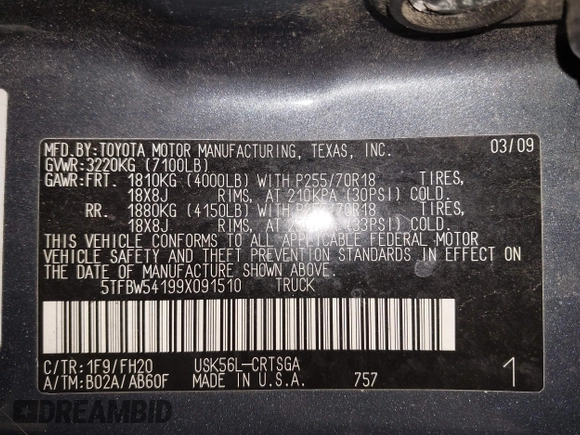 MFD.BY:TOYOTA MOTOR MANUFACTURING, TEXAS, INC. 03/09
GVWR:3220KG (7100LB)
GAWR:FRT. 1810KG (4000LB) WITH P255/70R18 TIRES,
18X8J RIMS, AT 210KPA (30PSI) COLD.
RR. 1880KG (4150LB) WITH 70R18 TIRES,
18X8J RIMS, AT (33PSI) COLD.
THIS VEHICLE CONFORMS TO ALL APPLICABLE FEDERAL MOTOR
VEHICLE SAFETY AND THEFT PREVENTION STANDARDS IN EFFECT ON
THE DATE OF MANUFACTURE SHOWN ABOVE.
5TFBW54199X091510 TRUCK
C/TR:1F9/FH20 USK56L-CRTSGA
A/TM:B02A/AB60F MADE IN U.S.A. 757 1
DREAMBID